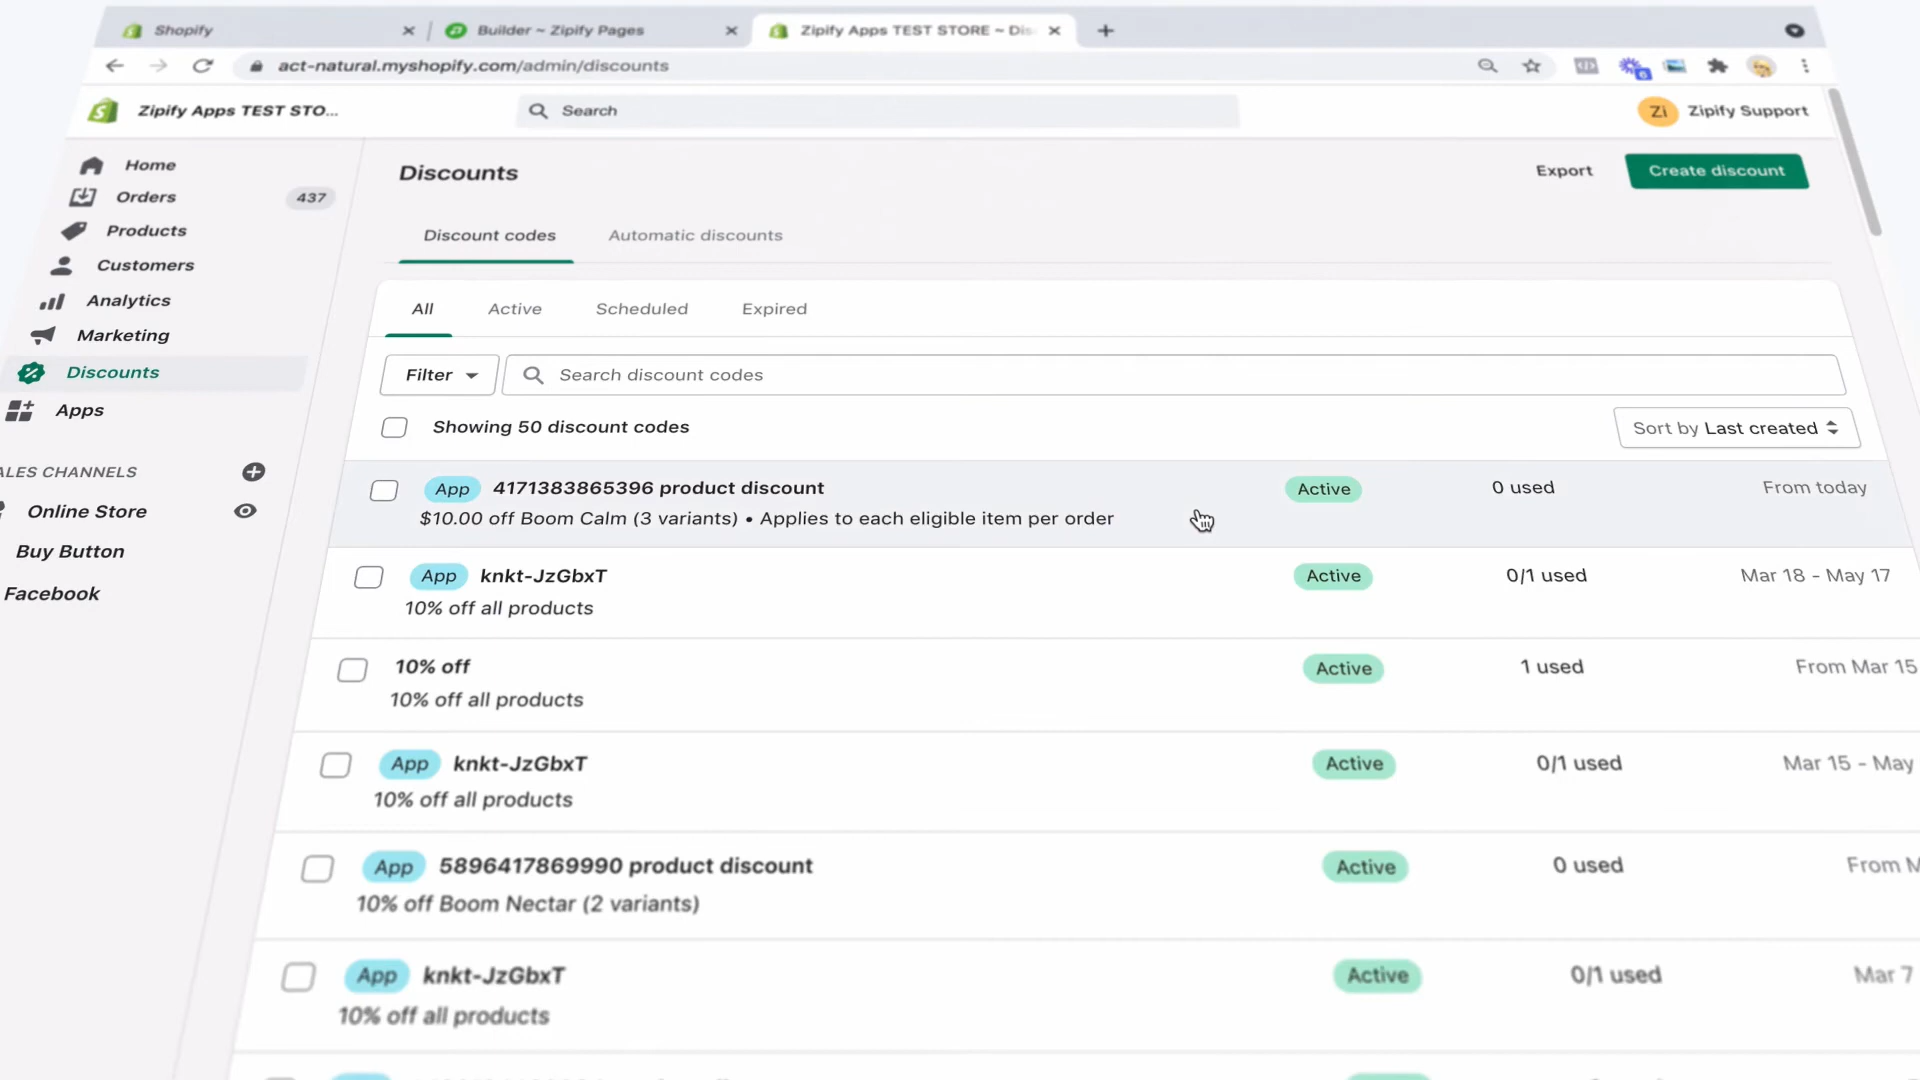 Shopify
Builder ~ Zipify Pages
Zipify Apps TEST STORE ~ Dis
act-natural.myshopify.com/admin/discounts
Zipify Apps TEST STO...
Search
Zi
Zipify Support
Home
Orders
437
Products
Customers
Analytics
Marketing
Discounts
Apps
ALES CHANNELS
Online Store
Buy Button
Facebook
Discounts
Export
Create discount
Discount codes
Automatic discounts
All
Active
Scheduled
Expired
Filter
Search discount codes
Showing 50 discount codes
Sort by Last created
App 4171383865396 product discount
Active
0 used
From today
$10.00 off Boom Calm (3 variants) • Applies to each eligible item per order
App knkt-JzGbxT
Active
0/1 used
Mar 18 - May 17
10% off all products
10% off
Active
1 used
From Mar 15
10% off all products
App knkt-JzGbxT
Active
0/1 used
Mar 15 - May
10% off all products
App 5896417869990 product discount
Active
0 used
From M
10% off Boom Nectar (2 variants)
App knkt-JzGbxT
Active
0/1 used
Mar 7
10% off all products